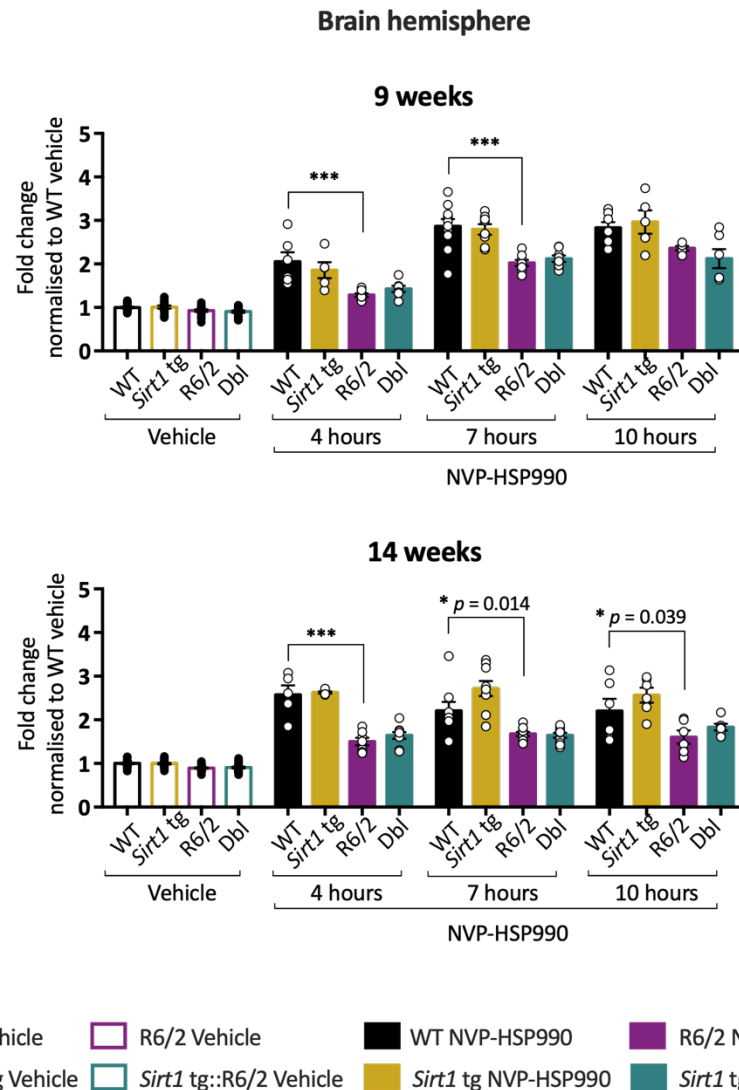 Brain hemisphere
9 weeks
Fold change
normalised to WT vehicle
5
4
3
2
1
0
***
***
WT
Sirt1 tg
R6/2
Dbl
WT
Sirt1 tg
R6/2
Dbl
WT
Sirt1 tg
R6/2
Dbl
WT
Sirt1 tg
R6/2
Dbl
Vehicle
4 hours
7 hours
10 hours
NVP-HSP990
14 weeks
Fold change
normalised to WT vehicle
5
4
3
2
1
0
***
* p = 0.014
* p = 0.039
WT
Sirt1 tg
R6/2
Dbl
WT
Sirt1 tg
R6/2
Dbl
WT
Sirt1 tg
R6/2
Dbl
WT
Sirt1 tg
R6/2
Dbl
Vehicle
4 hours
7 hours
10 hours
NVP-HSP990
hicle R6/2 Vehicle WT NVP-HSP990 R6/2 N
g Vehicle Sirt1 tg::R6/2 Vehicle Sirt1 tg NVP-HSP990 Sirt1 t